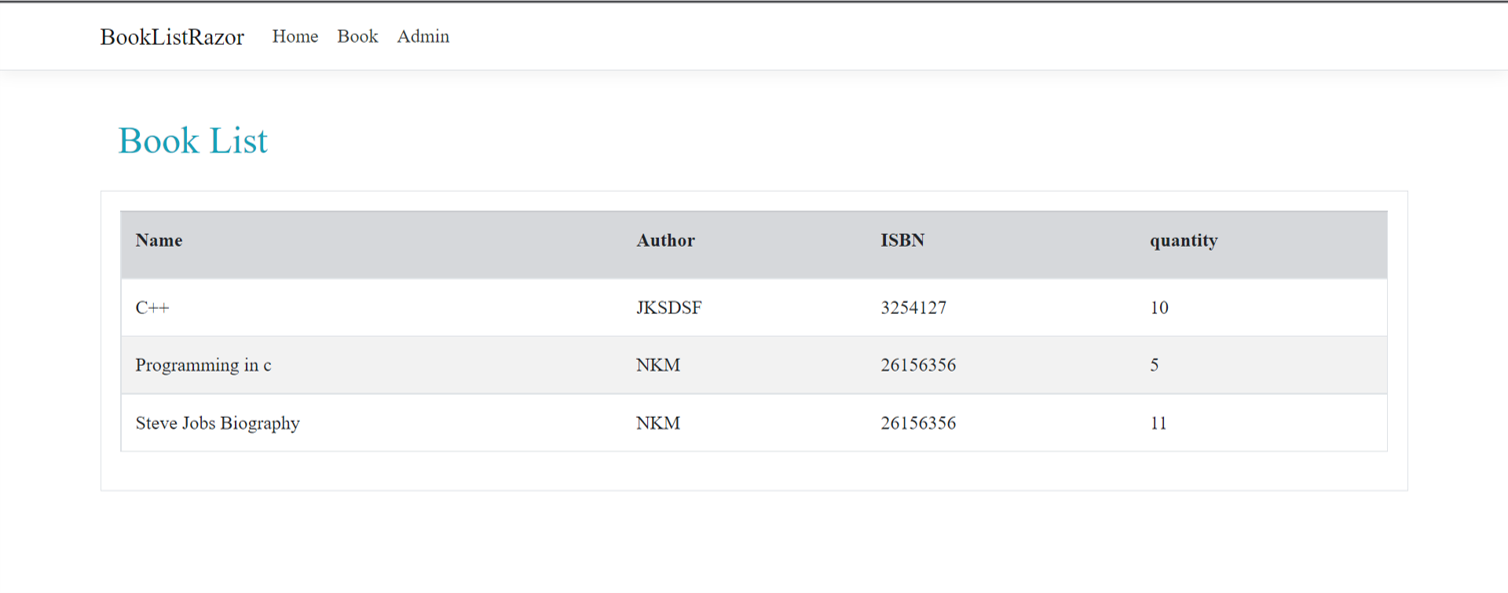 BookListRazor Home Book Admin
Book List
Name Author ISBN quantity
C++ JKSDSF 3254127 10
Programming in c NKM 26156356 5
Steve Jobs Biography NKM 26156356 11